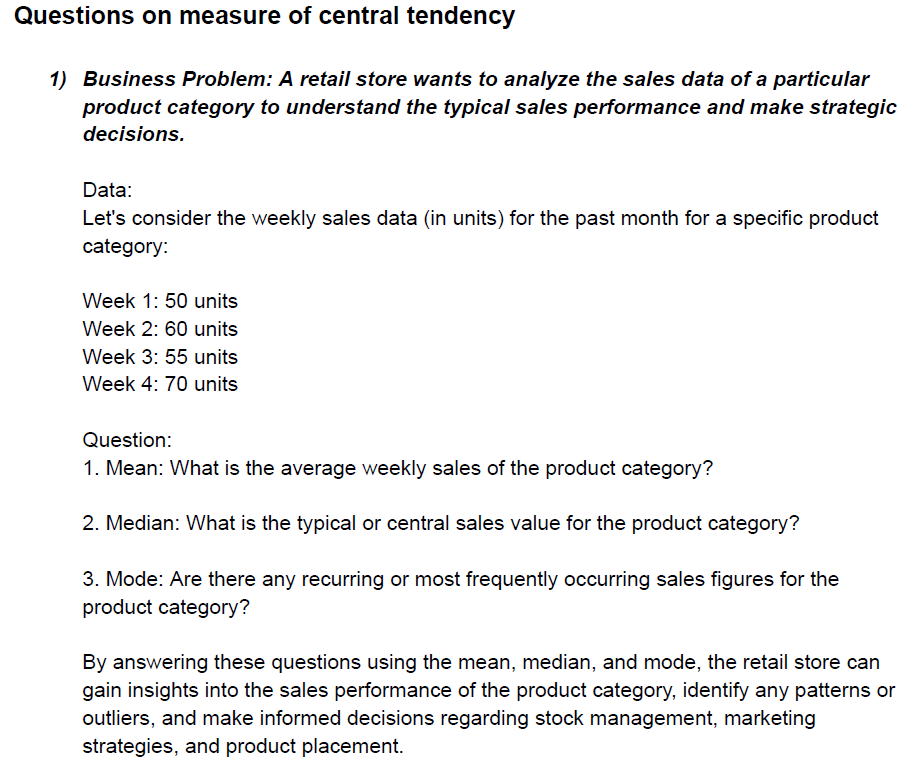 Questions on measure of central tendency
1) Business Problem: A retail store wants to analyze the sales data of a particular
product category to understand the typical sales performance and make strategic
decisions.
Data:
Let's consider the weekly sales data (in units) for the past month for a specific product
category:
Week 1: 50 units
Week 2: 60 units
Week 3: 55 units
Week 4: 70 units
Question:
1. Mean: What is the average weekly sales of the product category?
2. Median: What is the typical or central sales value for the product category?
3. Mode: Are there any recurring or most frequently occurring sales figures for the
product category?
By answering these questions using the mean, median, and mode, the retail store can
gain insights into the sales performance of the product category, identify any patterns or
outliers, and make informed decisions regarding stock management, marketing
strategies, and product placement.